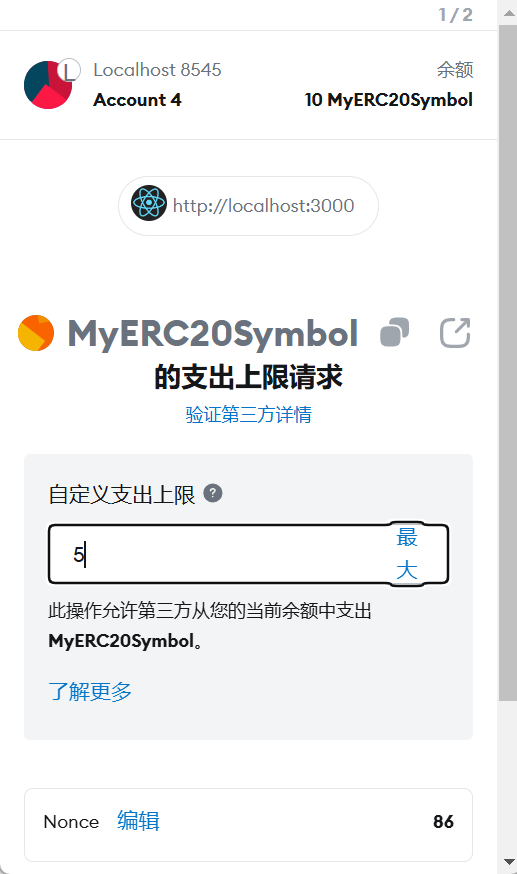 1 / 2
Localhost 8545 余额
Account 4 10 MyERC20Symbol
L
http://localhost:3000
MyERC20Symbol
的支出上限请求
验证第三方详情
自定义支出上限 ?
5 最
大
此操作允许第三方从您的当前余额中支出
MyERC20Symbol。
了解更多
Nonce 编辑 86